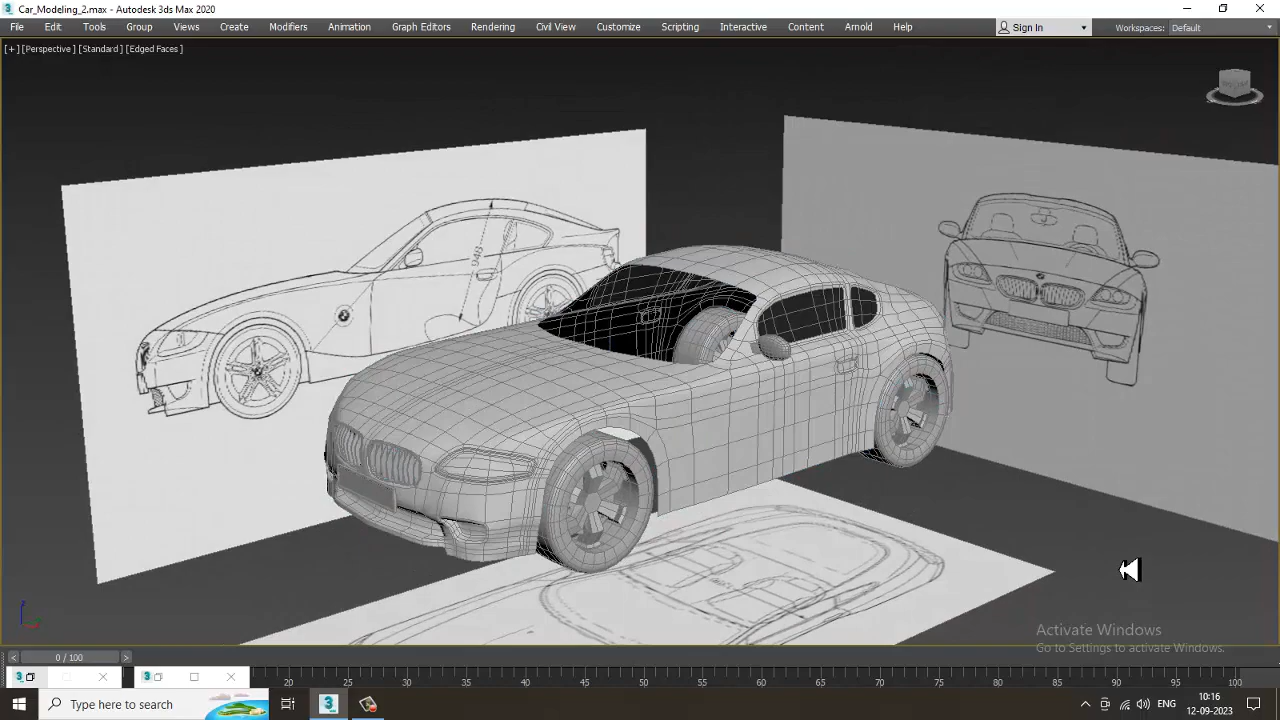 Car_Modeling_2.max - Autodesk 3ds Max 2020
File Edit Tools Group Views Create Modifiers Animation Graph Editors Rendering Civil View Customize Scripting Interactive Content Arnold Help Sign In Workspaces: Default
[+] [Perspective] [Standard] [Edged Faces]
Activate Windows
Go to Settings to activate Windows.
0 / 100
20 25 30 35 40 45 50 55 60 65 70 75 80 85 90 95 100
Type here to search
ENG
10:16
12-09-2023